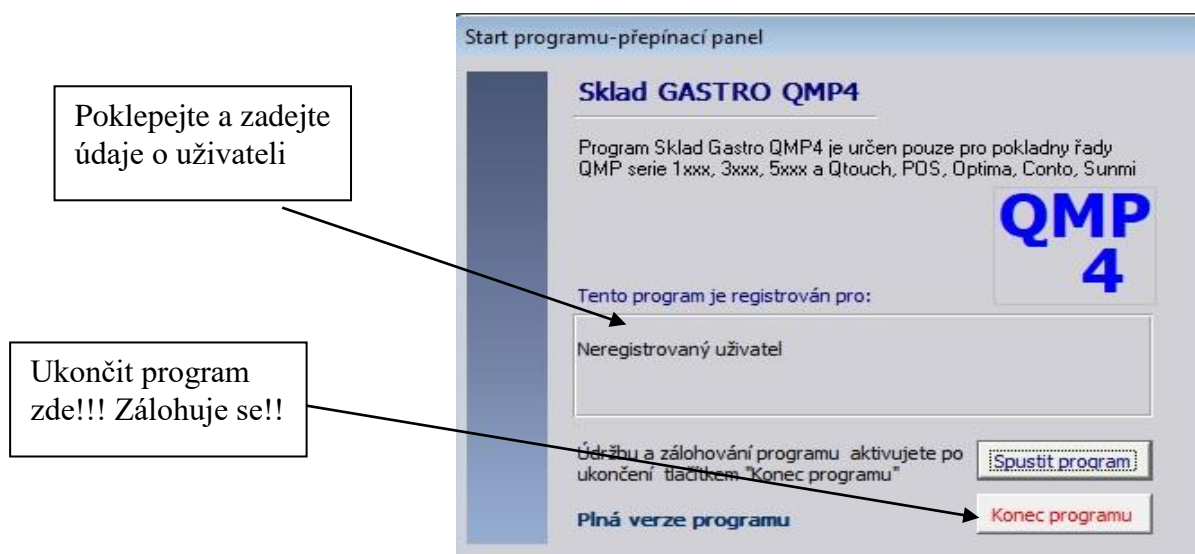 Start programu-přepínací panel
Poklepejte a zadejte
údaje o uživateli
Sklad GASTRO QMP4
Program Sklad Gastro QMP4 je určen pouze pro pokladny řady
QMP serie 1xxx, 3xxx, 5xxx a Qtouch, POS, Optima, Conto, Sunmi
QMP
4
Tento program je registrován pro:
Neregistrovaný uživatel
Ukončit program
zde!!! Zálohuje se!!
Údržbu a zálohování programu aktivujete po
ukončení tlačítkem "Konec programu"
Spustit program
Plná verze programu
Konec programu